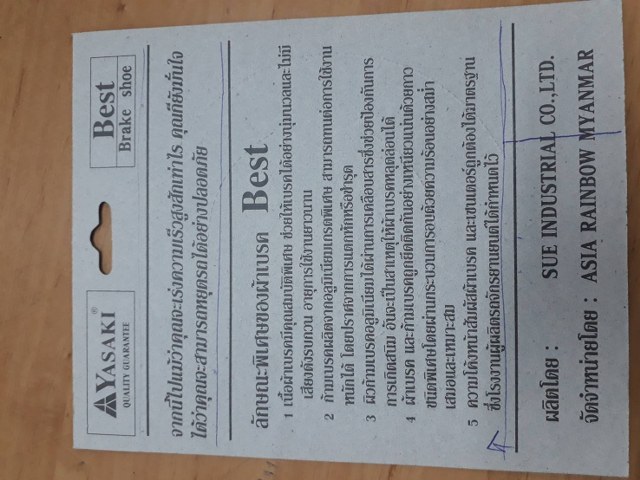 YASAKI®
QUALITY GUARANTEE
Best
Brake shoe
จากนี้ไปแม้ว่าคุณจะเร่งความเร็วสูงสักเท่าไร คุณก็ยังมั่นใจ
ได้ว่าคุณจะสามารถหยุดรถได้อย่างปลอดภัย
ลักษณะพิเศษของผ้าเบรค Best
1 เนื้อผ้าเบรคมีคุณสมบัติพิเศษ ช่วยให้เบรคได้อย่างนุ่มนวลและไม่มี
เสียงดังรบกวน อายุการใช้งานยาวนาน
2 ก้ามเบรคผลิตจากอลูมิเนียมเกรดพิเศษ สามารถทนต่อการใช้งาน
หนักได้ โดยปราศจากการแตกหักหรือชำรุด
3 ผิวก้ามเบรคอลูมิเนียมได้ผ่านการเคลือบสารซึ่งช่วยป้องกันการ
การเกิดสนิม อันจะเป็นสาเหตุให้ผ้าเบรคหลุดล่อนได้
4 ผ้าเบรค และก้ามเบรคถูกยึดติดกันอย่างเหนียวแน่นด้วยกาว
ชนิดพิเศษโดยผ่านกระบวนการอบด้วยความร้อนอย่างสม่ำ
เสมอและเหมาะสม
5 ความโค้งหน้าสัมผัสผ้าเบรค และเซนเตอร์ถูกต้องได้มาตรฐาน
ซึ่งโรงงานผู้ผลิตรถจักรยานยนต์ได้กำหนดไว้
ผลิตโดย : SUE INDUSTRIAL CO.,LTD.
จัดจำหน่ายโดย : ASIA RAINBOW MYANMAR